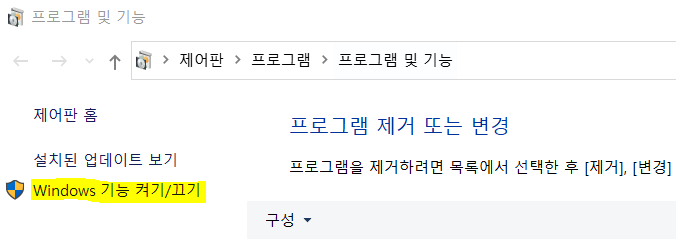 프로그램 및 기능
제어판 > 프로그램 > 프로그램 및 기능
제어판 홈
설치된 업데이트 보기
Windows 기능 켜기/끄기
프로그램 제거 또는 변경
프로그램을 제거하려면 목록에서 선택한 후 [제거], [변경]
구성